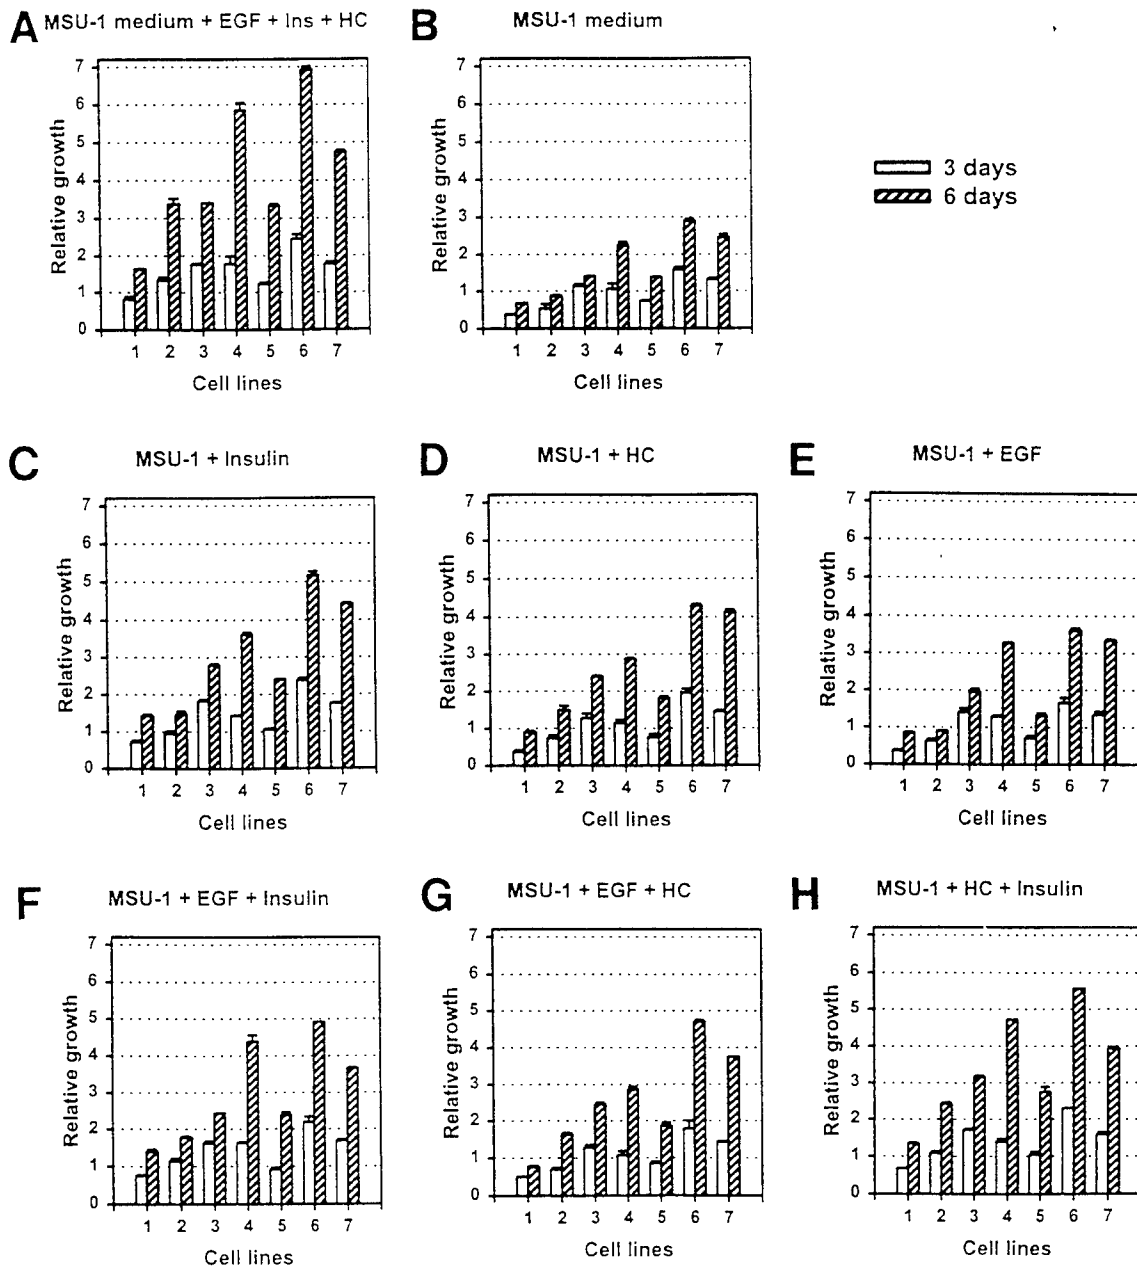 A MSU-1 medium + EGF + Ins + HC
7
6
5
4
3
2
1
0
Relative growth
1 2 3 4 5 6 7
Cell lines
B MSU-1 medium
7
6
5
4
3
2
1
0
Relative growth
1 2 3 4 5 6 7
Cell lines
3 days
6 days
C MSU-1 + Insulin
7
6
5
4
3
2
1
0
Relative growth
1 2 3 4 5 6 7
Cell lines
D MSU-1 + HC
7
6
5
4
3
2
1
0
Relative growth
1 2 3 4 5 6 7
Cell lines
E MSU-1 + EGF
7
6
5
4
3
2
1
0
Relative growth
1 2 3 4 5 6 7
Cell lines
F MSU-1 + EGF + Insulin
7
6
5
4
3
2
1
0
Relative growth
1 2 3 4 5 6 7
Cell lines
G MSU-1 + EGF + HC
7
6
5
4
3
2
1
0
Relative growth
1 2 3 4 5 6 7
Cell lines
H MSU-1 + HC + Insulin
7
6
5
4
3
2
1
0
Relative growth
1 2 3 4 5 6 7
Cell lines